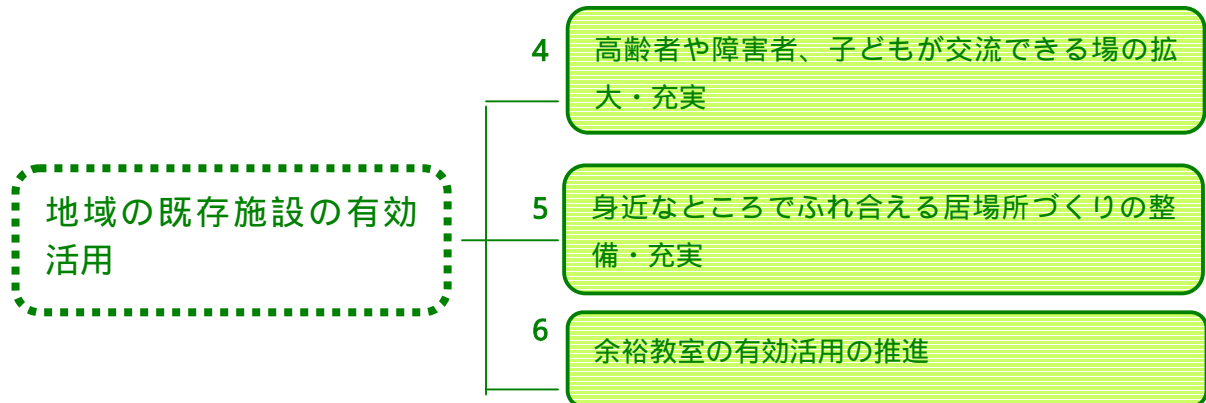 地域の既存施設の有効
活用
4
高齢者や障害者、子どもが交流できる場の拡
大・充実
5
身近なところでふれ合える居場所づくりの整
備・充実
6
余裕教室の有効活用の推進